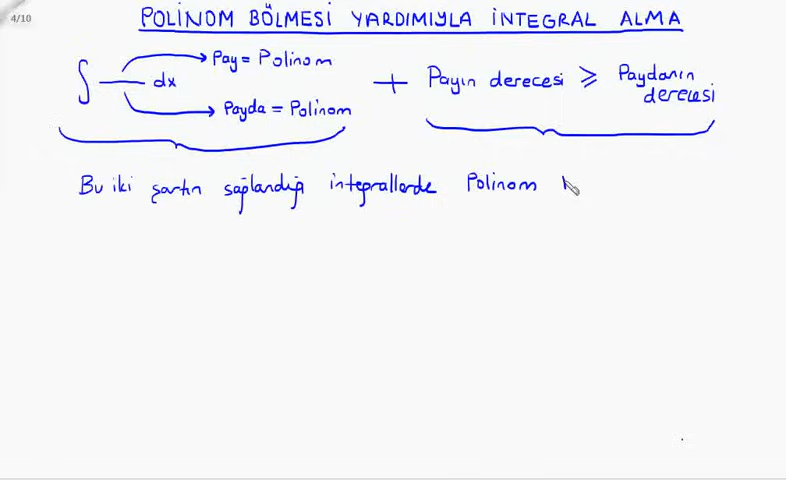 4/10
POLİNOM BÖLMESİ YARDIMIYLA İNTEGRAL ALMA
∫ ── dx → Pay = Polinom
→ Payda = Polinom
+ Payın derecesi ≥ Paydanın derecesi
Bu iki şartın sağlandığı integrallerde Polinom